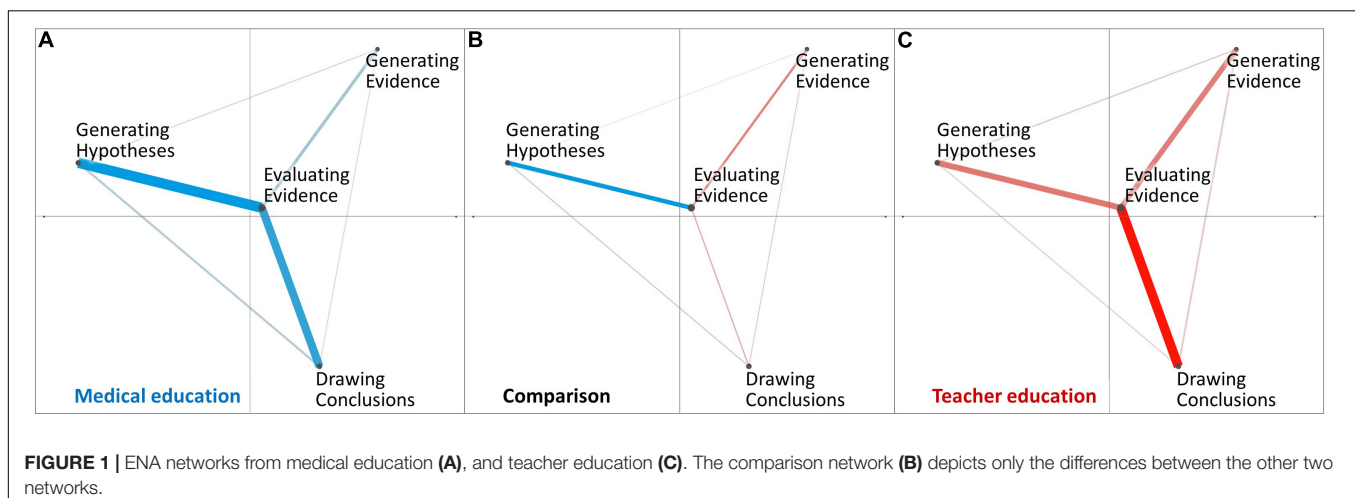 A
Generating
Evidence
Generating
Hypotheses
Evaluating
Evidence
Drawing
Conclusions
Medical education
B
Generating
Evidence
Generating
Hypotheses
Evaluating
Evidence
Drawing
Conclusions
Comparison
C
Generating
Evidence
Generating
Hypotheses
Evaluating
Evidence
Drawing
Conclusions
Teacher education
FIGURE 1 | ENA networks from medical education (A), and teacher education (C). The comparison network (B) depicts only the differences between the other two
networks.